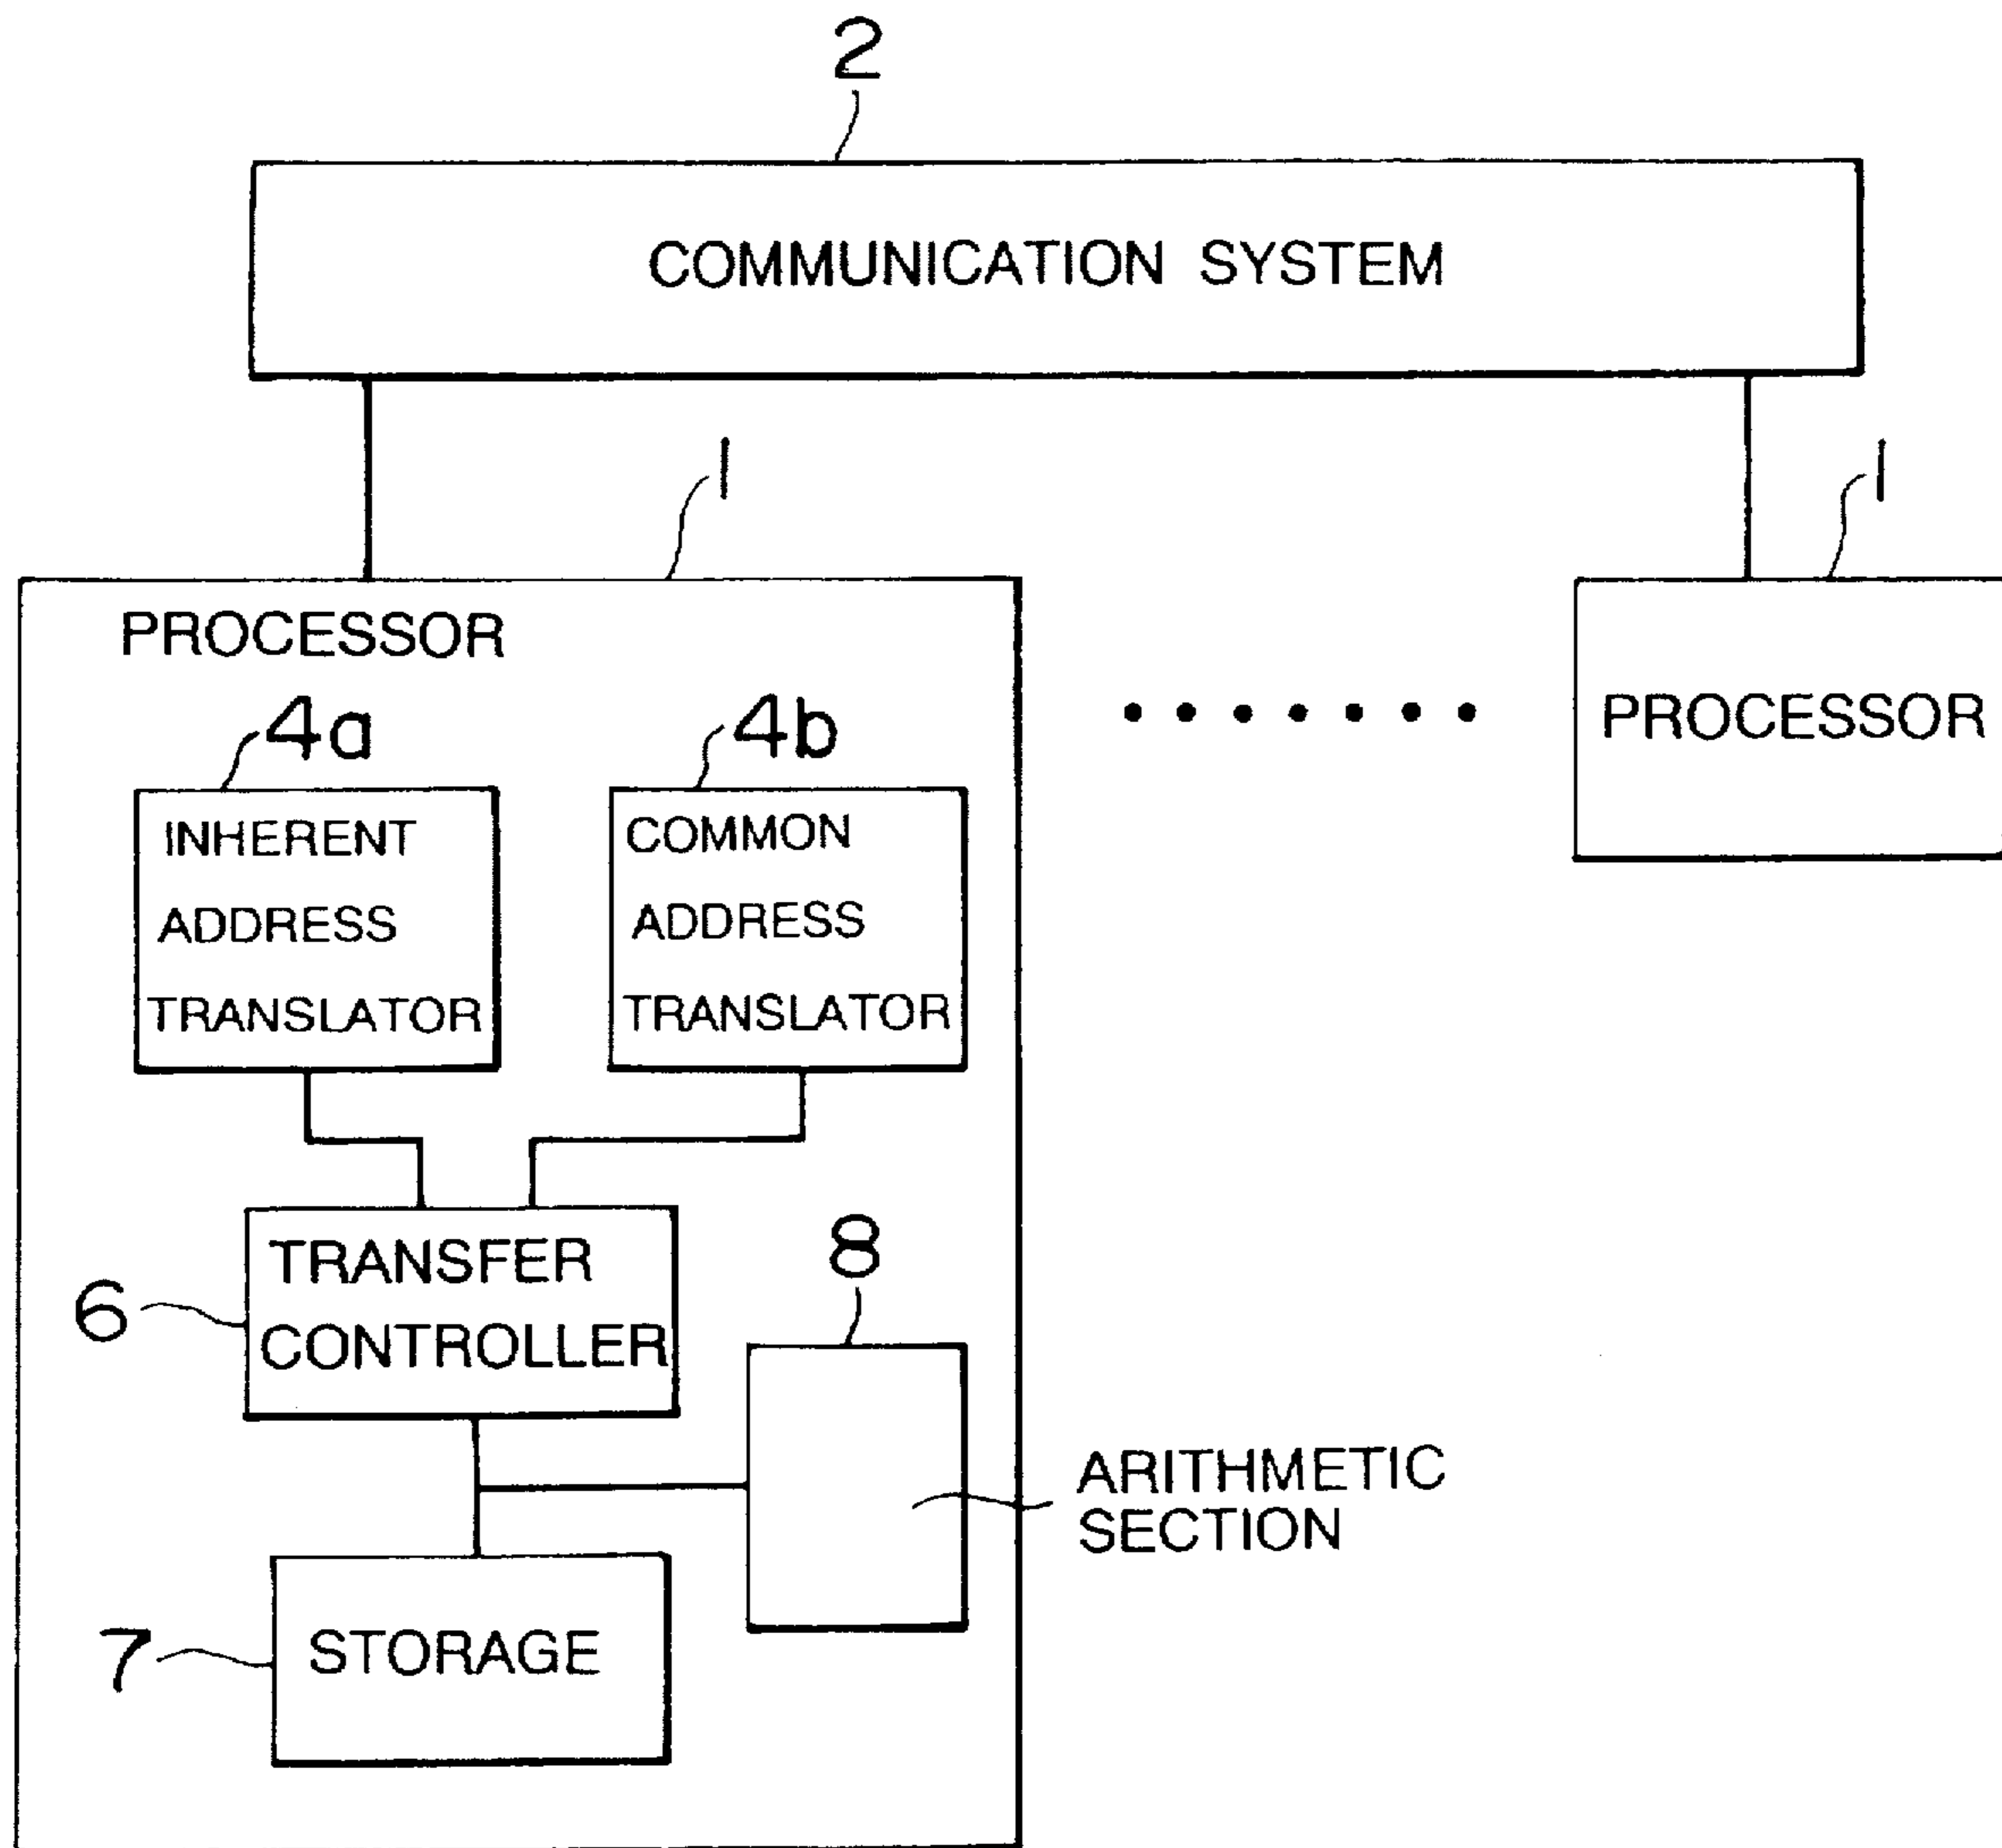 2
COMMUNICATION SYSTEM
1
1
PROCESSOR
PROCESSOR
4a
4b
INHERENT
ADDRESS
TRANSLATOR
COMMON
ADDRESS
TRANSLATOR
6
TRANSFER
CONTROLLER
8
ARITHMETIC
SECTION
7
STORAGE